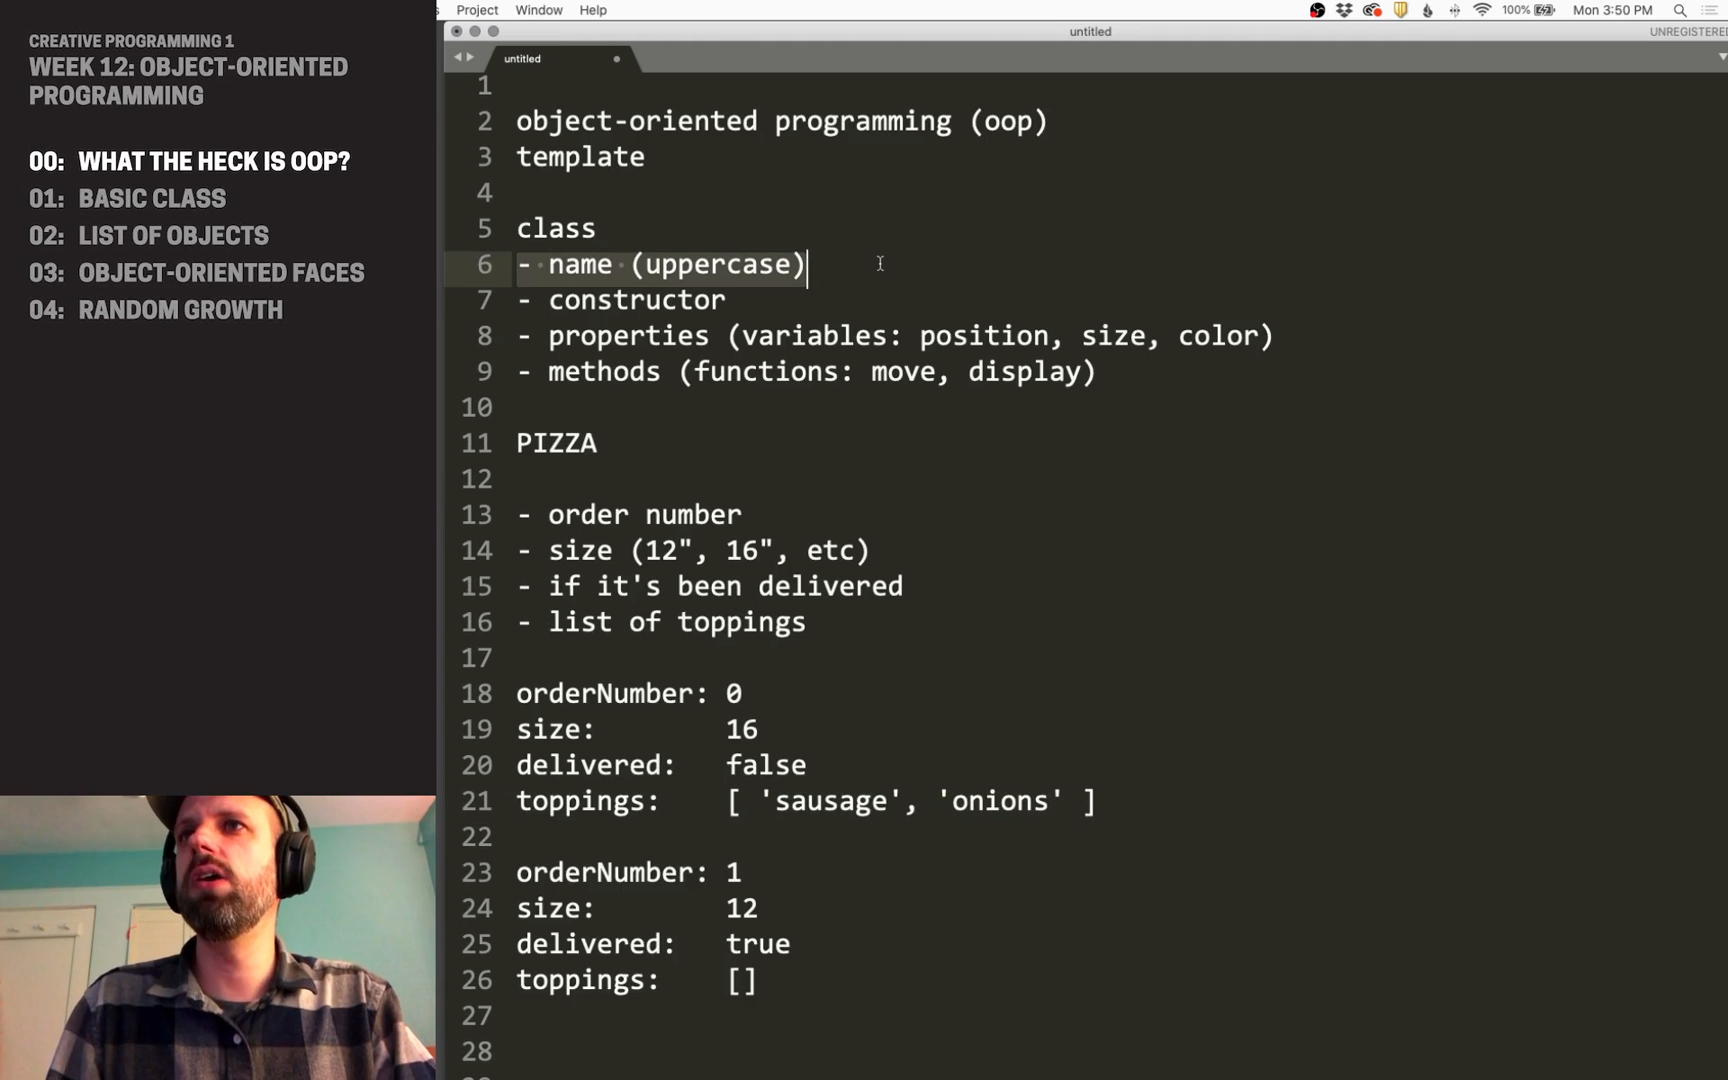 Project Window Help
100% Mon 3:50 PM
CREATIVE PROGRAMMING 1
WEEK 12: OBJECT-ORIENTED
PROGRAMMING
00: WHAT THE HECK IS OOP?
01: BASIC CLASS
02: LIST OF OBJECTS
03: OBJECT-ORIENTED FACES
04: RANDOM GROWTH
untitled
UNREGISTERED
untitled
1
2 object-oriented programming (oop)
3 template
4
5 class
6 - name (uppercase)
7 - constructor
8 - properties (variables: position, size, color)
9 - methods (functions: move, display)
10
11 PIZZA
12
13 - order number
14 - size (12", 16", etc)
15 - if it's been delivered
16 - list of toppings
17
18 orderNumber: 0
19 size: 16
20 delivered: false
21 toppings: [ 'sausage', 'onions' ]
22
23 orderNumber: 1
24 size: 12
25 delivered: true
26 toppings: []
27
28